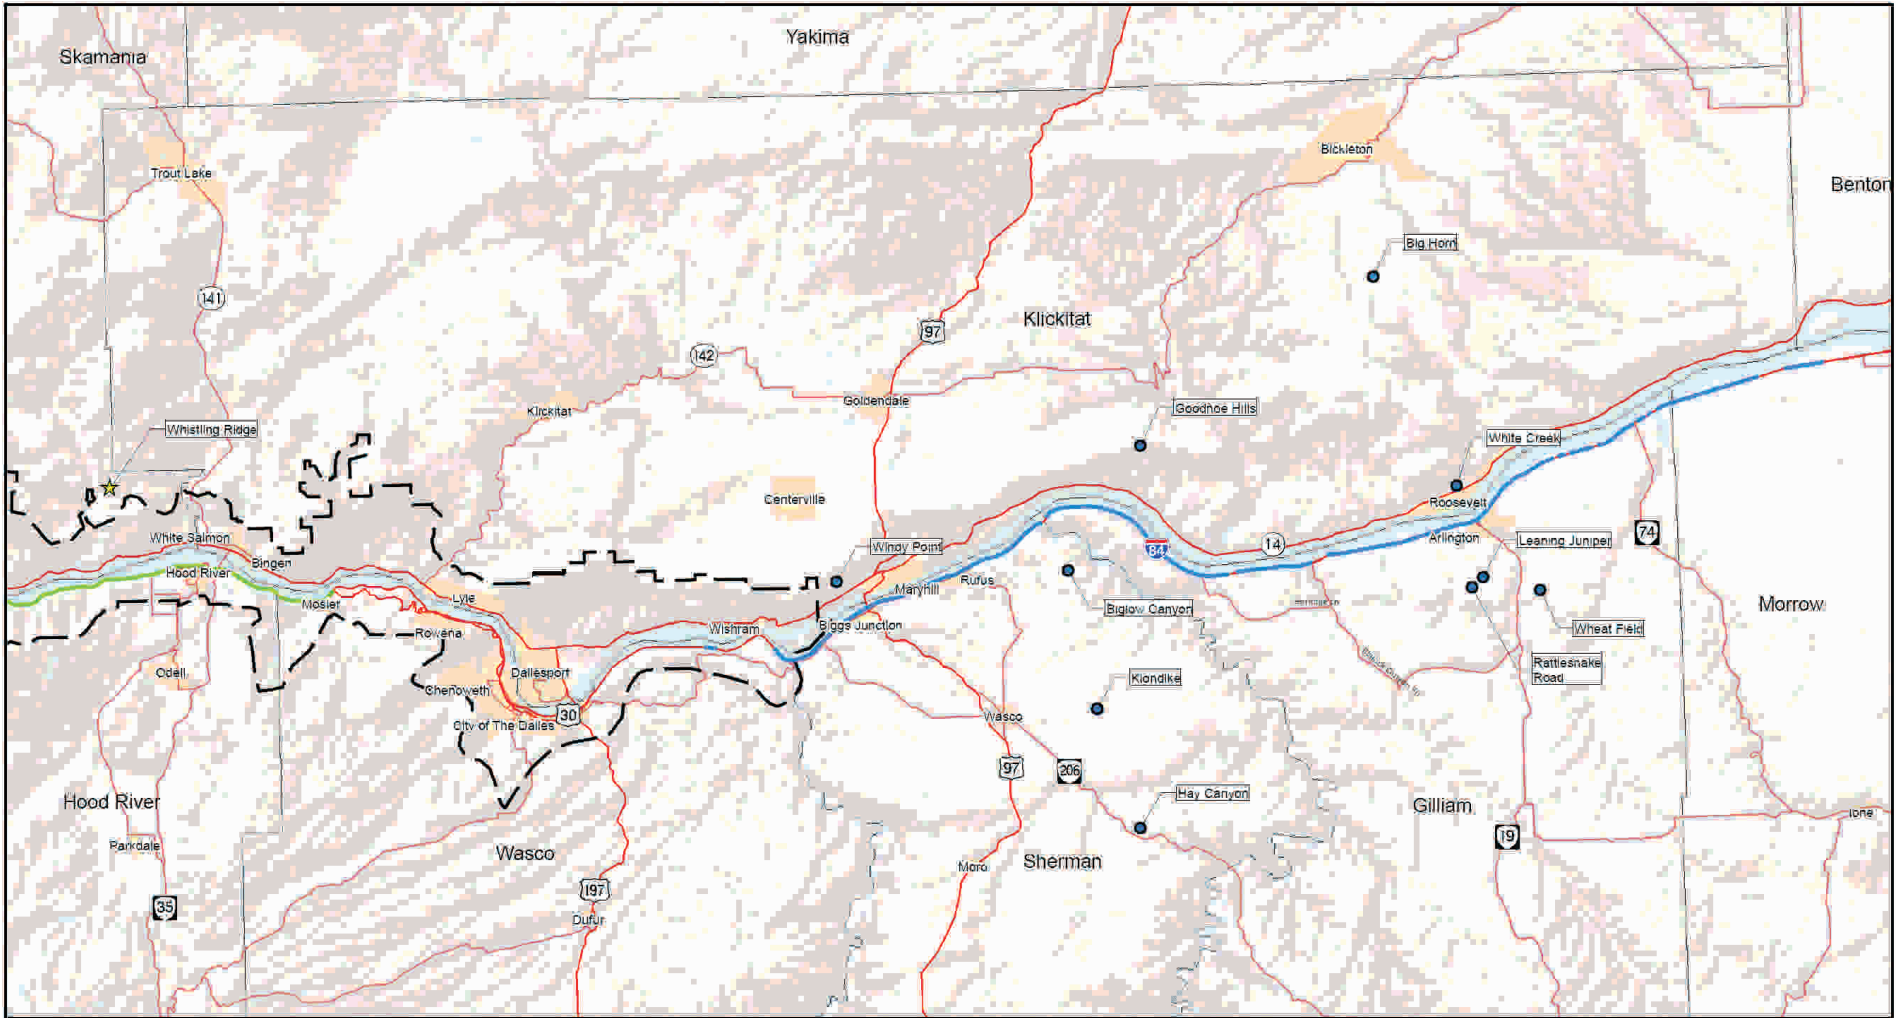 Skamania
Yakima
Bickleton
Trout Lake
Benton
Big Horn
141
Klickitat
97
142
Goldendale
Klickitat
Goodnoe Hills
Whistling Ridge
White Creek
Centerville
Roosevelt
White Salmon
Arlington
74
Leaning Juniper
Windy Point
84
14
Bingen
Hood River
Rufus
Maryhill
Lyle
Mosier
Morrow
Biglow Canyon
Wheat Field
Biggs Junction
Wishram
Rowena
Rattlesnake
Road
Odell
Dallesport
Klondike
Chenoweth
30
Wasco
City of The Dalles
97
206
Hay Canyon
Hood River
Gilliam
Ione
19
Parkdale
Wasco
Sherman
Moro
197
35
Dufur